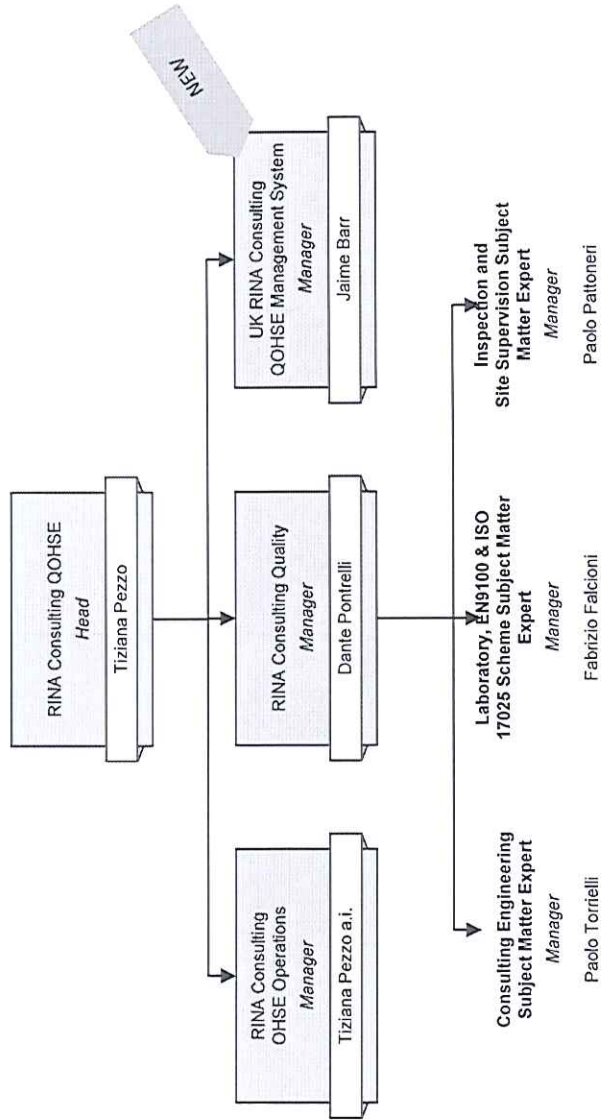 RINA Consulting QOHSE
Head
Tiziana Pezzo
RINA Consulting
OHSE Operations
Manager
Tiziana Pezzo a.i.
RINA Consulting Quality
Manager
Dante Pontrelli
UK RINA Consulting
QOHSE Management System
Manager
Jaime Barr
NEW
Consulting Engineering
Subject Matter Expert
Manager
Paolo Torrielli
Laboratory, EN9100 & ISO
17025 Scheme Subject Matter
Expert
Manager
Fabrizio Falcioni
Inspection and
Site Supervision Subject
Matter Expert
Manager
Paolo Pattoneri